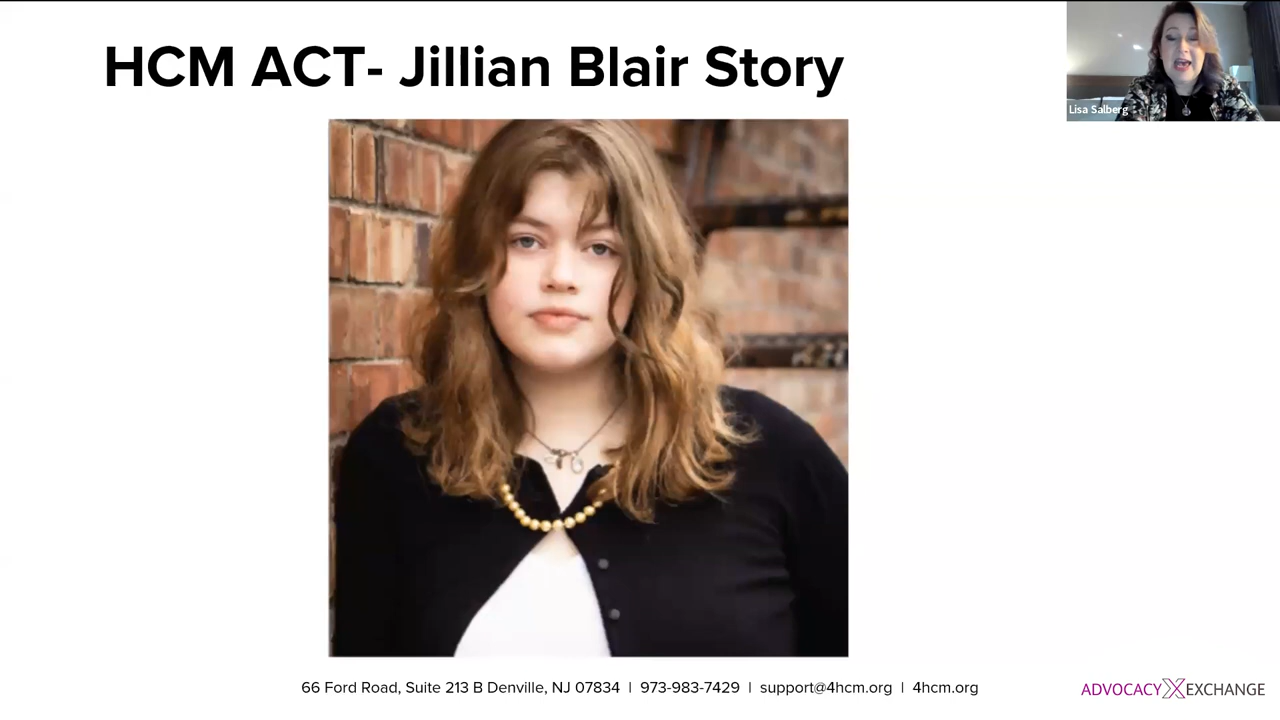 HCM ACT- Jillian Blair Story
Lisa Salberg
66 Ford Road, Suite 213 B Denville, NJ 07834 | 973-983-7429 | support@4hcm.org | 4hcm.org
ADVOCACY X EXCHANGE